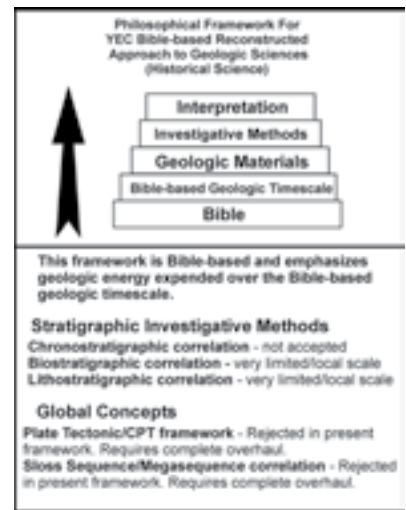 Philosophical Framework For
YEC Bible-based Reconstructed
Approach to Geologic Sciences
(Historical Science)
Interpretation
Investigative Methods
Geologic Materials
Bible-based Geologic Timescale
Bible
This framework is Bible-based and emphasizes
geologic energy expended over the Bible-based
geologic timescale.
Stratigraphic Investigative Methods
Chronostratigraphic correlation - not accepted
Biostratigraphic correlation - very limited/local scale
Lithostratigraphic correlation - very limited/local scale
Global Concepts
Plate Tectonic/CPT framework - Rejected in present
framework. Requires complete overhaul.
Sloss Sequence/Megasequence correlation - Rejected
in present framework. Requires complete overhaul.